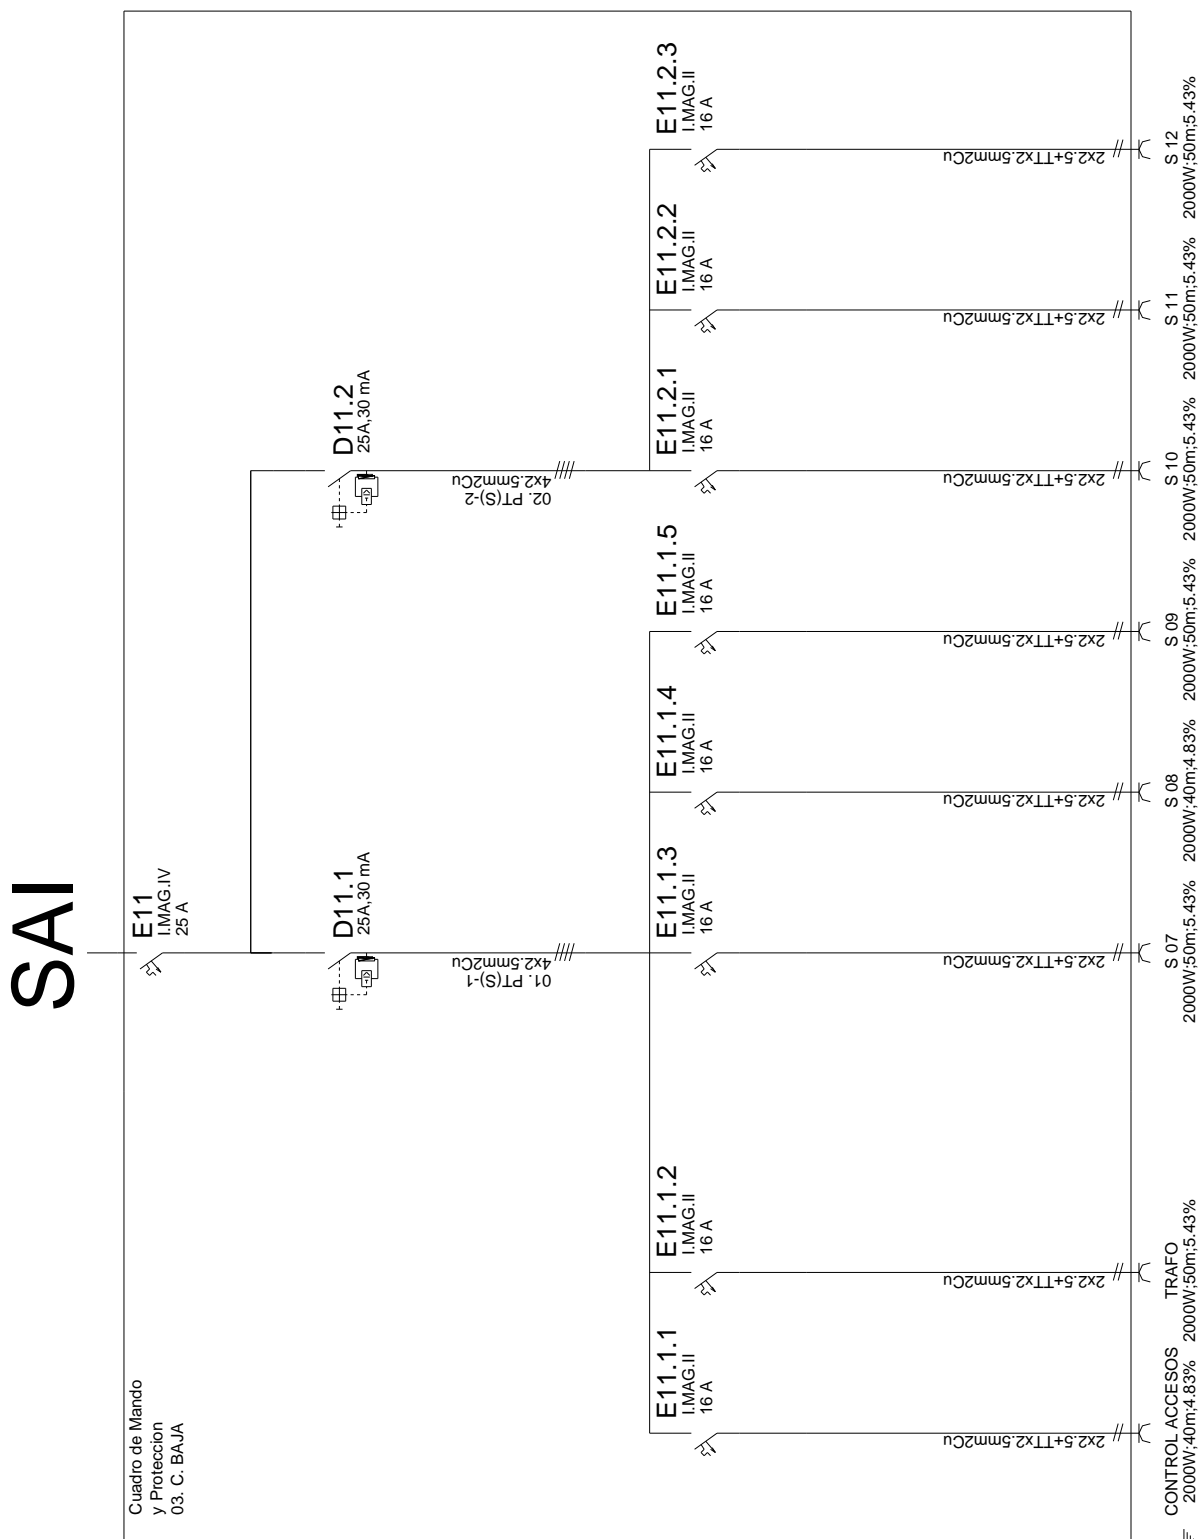 SAI
Cuadro de Mando
y Proteccion
03. C. BAJA
E11
I.MAG.IV
25 A
D11.1
25A,30 mA
4x2.5mm2Cu
01. PT(S)-1
D11.2
25A,30 mA
4x2.5mm2Cu
02. PT(S)-2
E11.1.1
I.MAG.II
16 A
2x2.5+TTx2.5mm2Cu
CONTROL ACCESOS
2000W;40m;4.83%
E11.1.2
I.MAG.II
16 A
2x2.5+TTx2.5mm2Cu
TRAFO
2000W;50m;5.43%
E11.1.3
I.MAG.II
16 A
2x2.5+TTx2.5mm2Cu
S 07
2000W;50m;5.43%
E11.1.4
I.MAG.II
16 A
2x2.5+TTx2.5mm2Cu
S 08
2000W;40m;4.83%
E11.1.5
I.MAG.II
16 A
2x2.5+TTx2.5mm2Cu
S 09
2000W;50m;5.43%
E11.2.1
I.MAG.II
16 A
2x2.5+TTx2.5mm2Cu
S 10
2000W;50m;5.43%
E11.2.2
I.MAG.II
16 A
2x2.5+TTx2.5mm2Cu
S 11
2000W;50m;5.43%
E11.2.3
I.MAG.II
16 A
2x2.5+TTx2.5mm2Cu
S 12
2000W;50m;5.43%